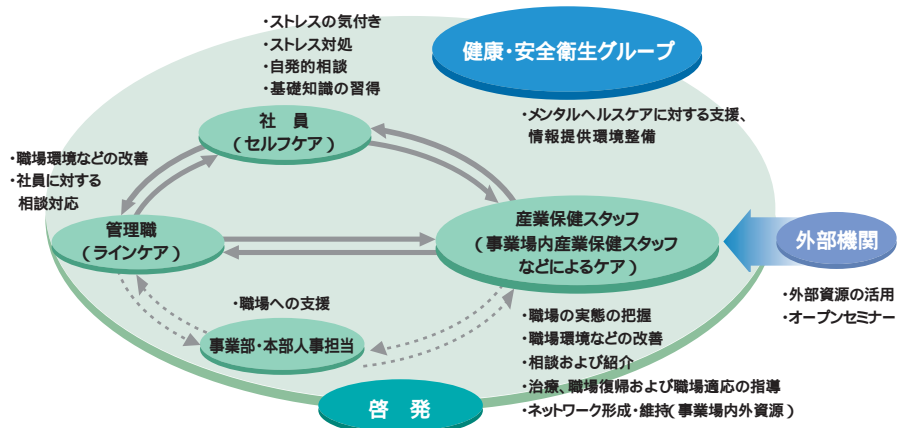 ・ストレスの気付き
・ストレス対処
・自発的相談
・基礎知識の習得
健康・安全衛生グループ
・メンタルヘルスケアに対する支援、
情報提供環境整備
社 員
(セルフケア)
・職場環境などの改善
・社員に対する
相談対応
管理職
(ラインケア)
産業保健スタッフ
(事業場内産業保健スタッフ
などによるケア)
外部機関
・外部資源の活用
・オープンセミナー
・職場への支援
事業部・本部人事担当
・職場の実態の把握
・職場環境などの改善
・相談および紹介
・治療、職場復帰および職場適応の指導
・ネットワーク形成・維持(事業場内外資源)
啓 発